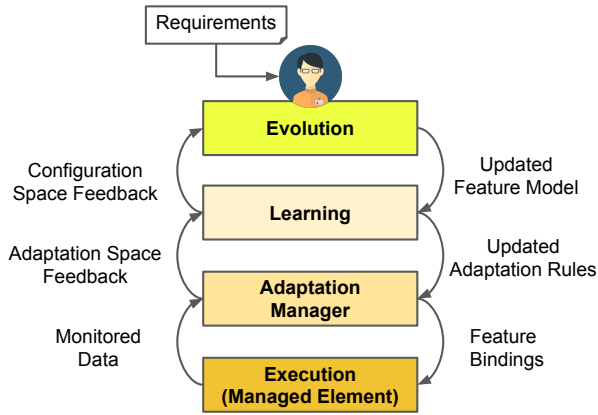 Requirements
Evolution
Configuration
Space Feedback
Updated
Feature Model
Learning
Adaptation Space
Feedback
Updated
Adaptation Rules
Adaptation
Manager
Monitored
Data
Feature
Bindings
Execution
(Managed Element)